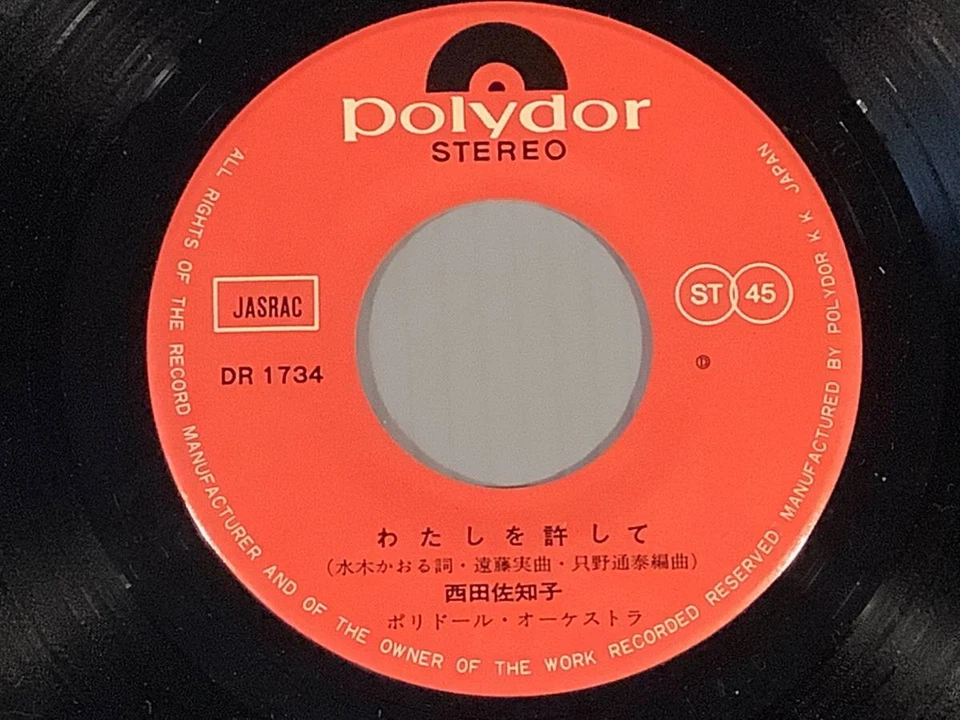 polydor
STEREO
JASRAC
ST 45
DR 1734
わたしを許して
(水木かおる詞・遠藤実曲・只野通泰編曲)
西田佐知子
ポリドール・オーケストラ
ALL RIGHTS OF THE RECORD MANUFACTURER AND OF THE OWNER OF THE WORK RECORDED RESERVED MANUFACTURED BY POLYDOR K K JAPAN